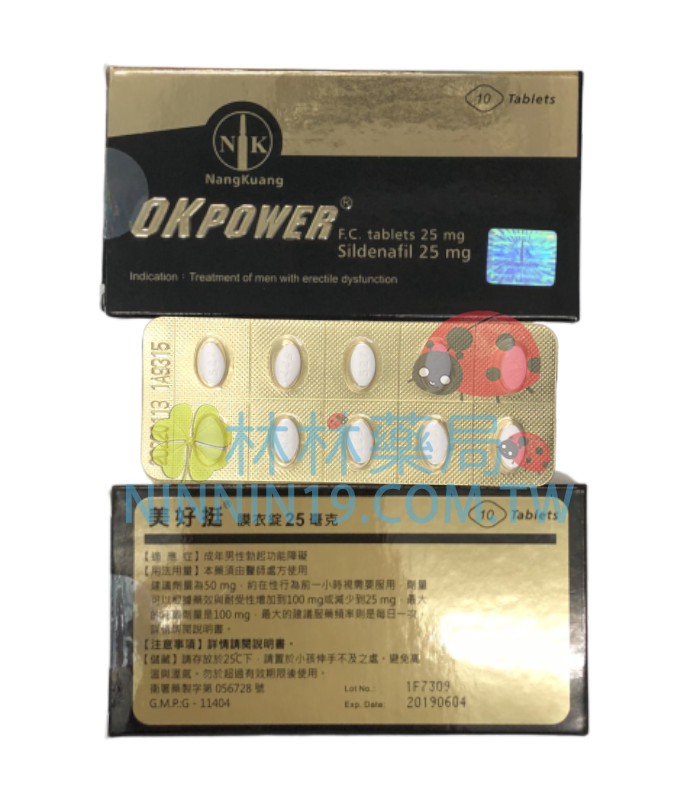 10 Tablets
NK
NangKuang
OKPOWER®
F.C. tablets 25 mg
Sildenafil 25 mg
Indication : Treatment of men with erectile dysfunction
1A9315
林林藥局
NINNIN19.COM.TW
美好挺 膜衣錠 25 毫克
10 Tablets
【適 應 症】成年男性勃起功能障礙
【用法用量】本藥須由醫師處方使用
建議劑量為50 mg，約在性行為前一小時視需要服用，劑量
可以根據藥效與耐受性增加到100 mg或減少到25 mg，最大
的建議劑量是100 mg，最大的建議服藥頻率則是每日一次，
詳情請閱說明書。
【注意事項】詳情請閱說明書。
【儲藏】請存放於25℃下，請置於小孩伸手不及之處。避免高
溫與溼氣。勿於超過有效期限後使用。
衛署藥製字第 056728 號
G.M.P.G - 11404
Lot No.: 1F7309
Exp. Date: 20190604